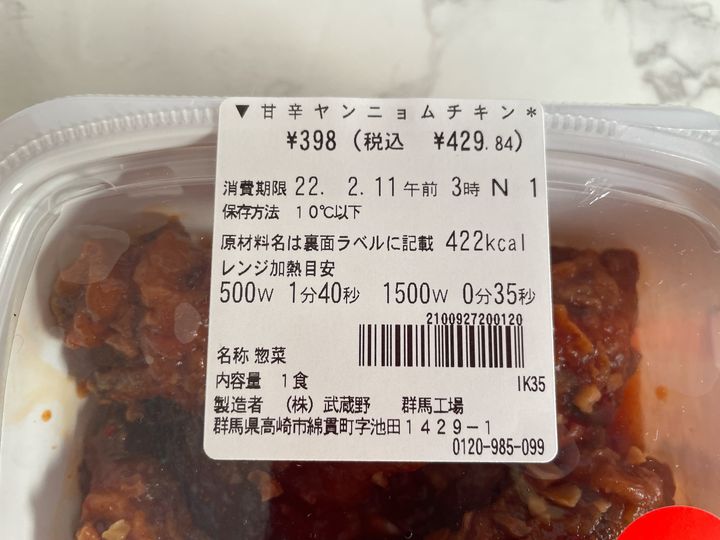 ▼甘辛ヤンニョムチキン*
¥398 (税込 ¥429.84)
消費期限 22. 2.11午前 3時 N 1
保存方法 10℃以下
原材料名は裏面ラベルに記載 422kcal
レンジ加熱目安
500W 1分40秒 1500W 0分35秒
2100927200120
名称 惣菜
内容量 1食 IK35
製造者 (株)武蔵野 群馬工場
群馬県高崎市綿貫町字池田1429-1
0120-985-099